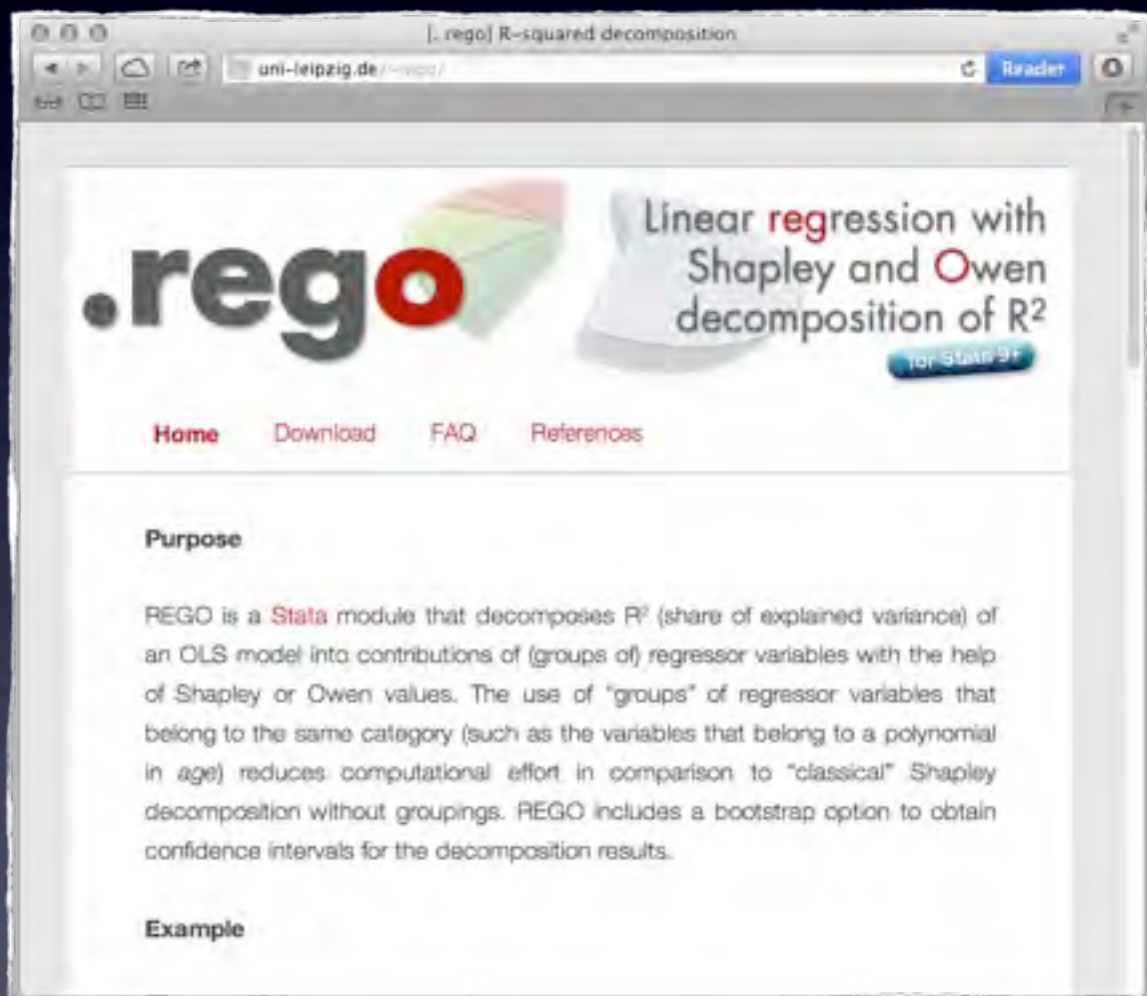 [. rego] R-squared decomposition
uni-leipzig.de/~rego/
Reader
.rego
Linear regression with
Shapley and Owen
decomposition of R²
for Stata 9+
Home Download FAQ References
Purpose
REGO is a Stata module that decomposes R² (share of explained variance) of
an OLS model into contributions of (groups of) regressor variables with the help
of Shapley or Owen values. The use of "groups" of regressor variables that
belong to the same category (such as the variables that belong to a polynomial
in age) reduces computational effort in comparison to "classical" Shapley
decomposition without groupings. REGO includes a bootstrap option to obtain
confidence intervals for the decomposition results.
Example